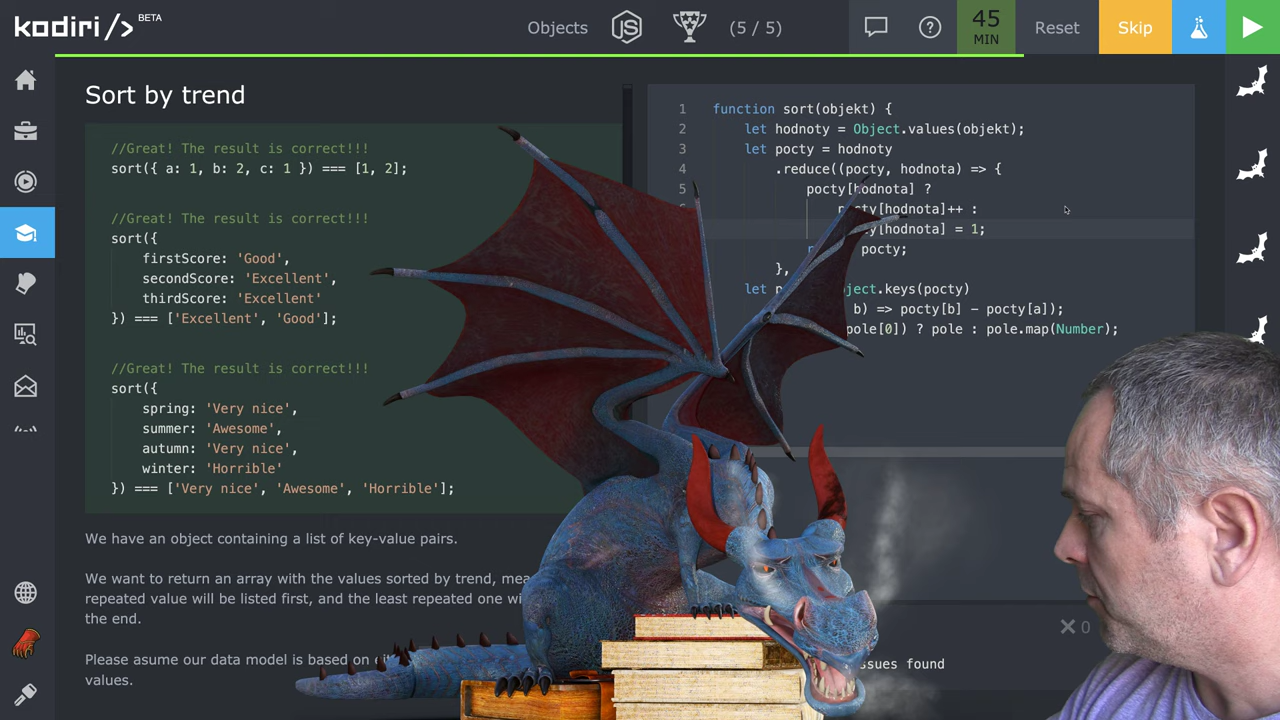 kodiri/> BETA
Objects
JS
(5 / 5)
45
MIN
Reset
Skip
Sort by trend
//Great! The result is correct!!!
sort({ a: 1, b: 2, c: 1 }) === [1, 2];
//Great! The result is correct!!!
sort({
firstScore: 'Good',
secondScore: 'Excellent',
thirdScore: 'Excellent'
}) === ['Excellent', 'Good'];
//Great! The result is correct!!!
sort({
spring: 'Very nice',
summer: 'Awesome',
autumn: 'Very nice',
winter: 'Horrible'
}) === ['Very nice', 'Awesome', 'Horrible'];
We have an object containing a list of key-value pairs.
We want to return an array with the values sorted by trend,
repeated value will be listed first, and the least repeated one
the end.
Please asume our data model is based on
values.
1 function sort(objekt) {
2 let hodnoty = Object.values(objekt);
3 let pocty = hodnoty
4 .reduce((pocty, hodnota) => {
5 pocty[hodnota] ?
pocty[hodnota]++ :
[hodnota] = 1;
pocty;
},
let .keys(pocty)
b) => pocty[b] - pocty[a]);
pole[0]) ? pole : pole.map(Number);
0
found